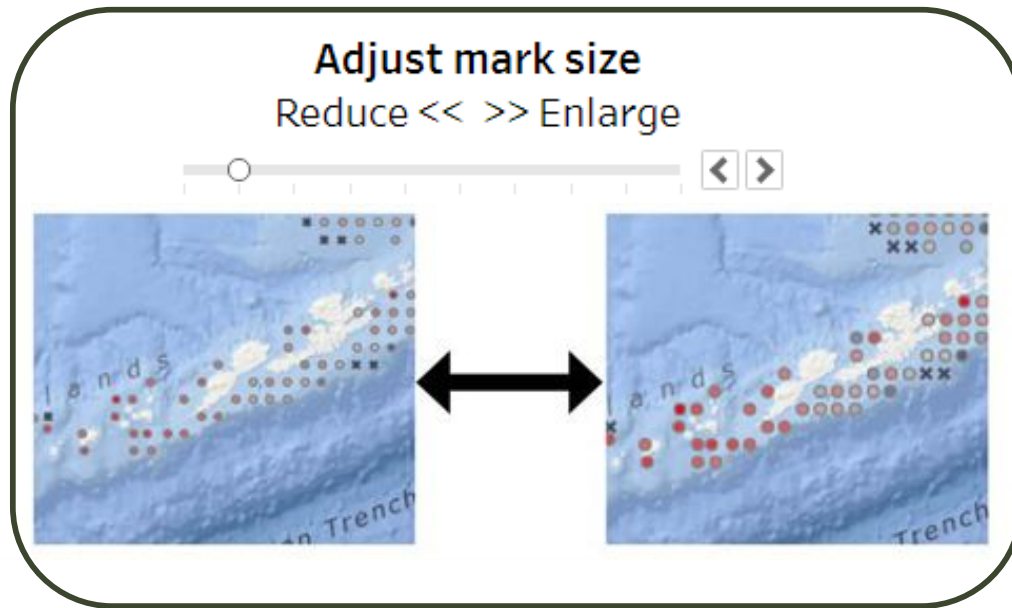 Adjust mark size
Reduce << >> Enlarge
l a n d s
l a n d s
n Trench
Trench